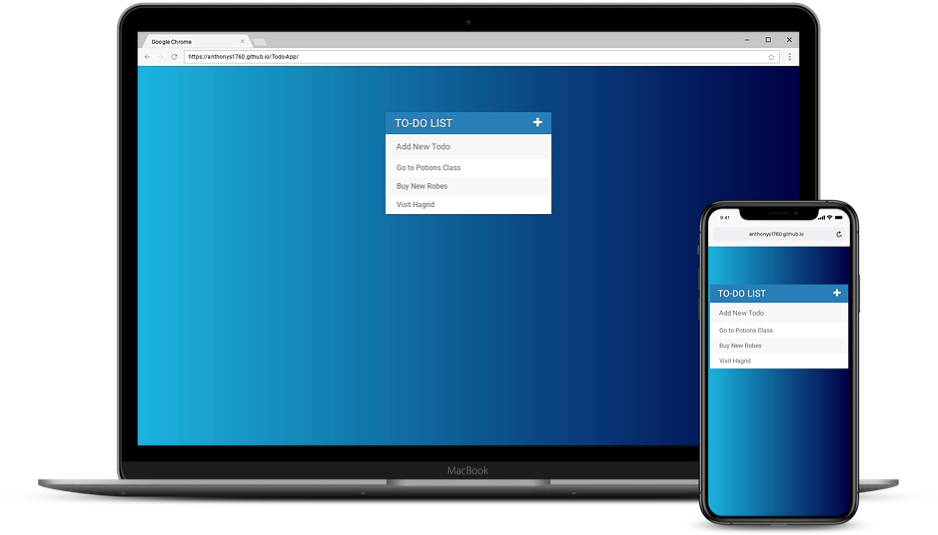 Google Chrome
https://anthonys1760.github.io/Todo-App/
TO-DO LIST
Add New Todo
Go to Potions Class
Buy New Robes
Visit Hagrid
MacBook
9:41
anthonys1760.github.io
TO-DO LIST
Add New Todo
Go to Potions Class
Buy New Robes
Visit Hagrid